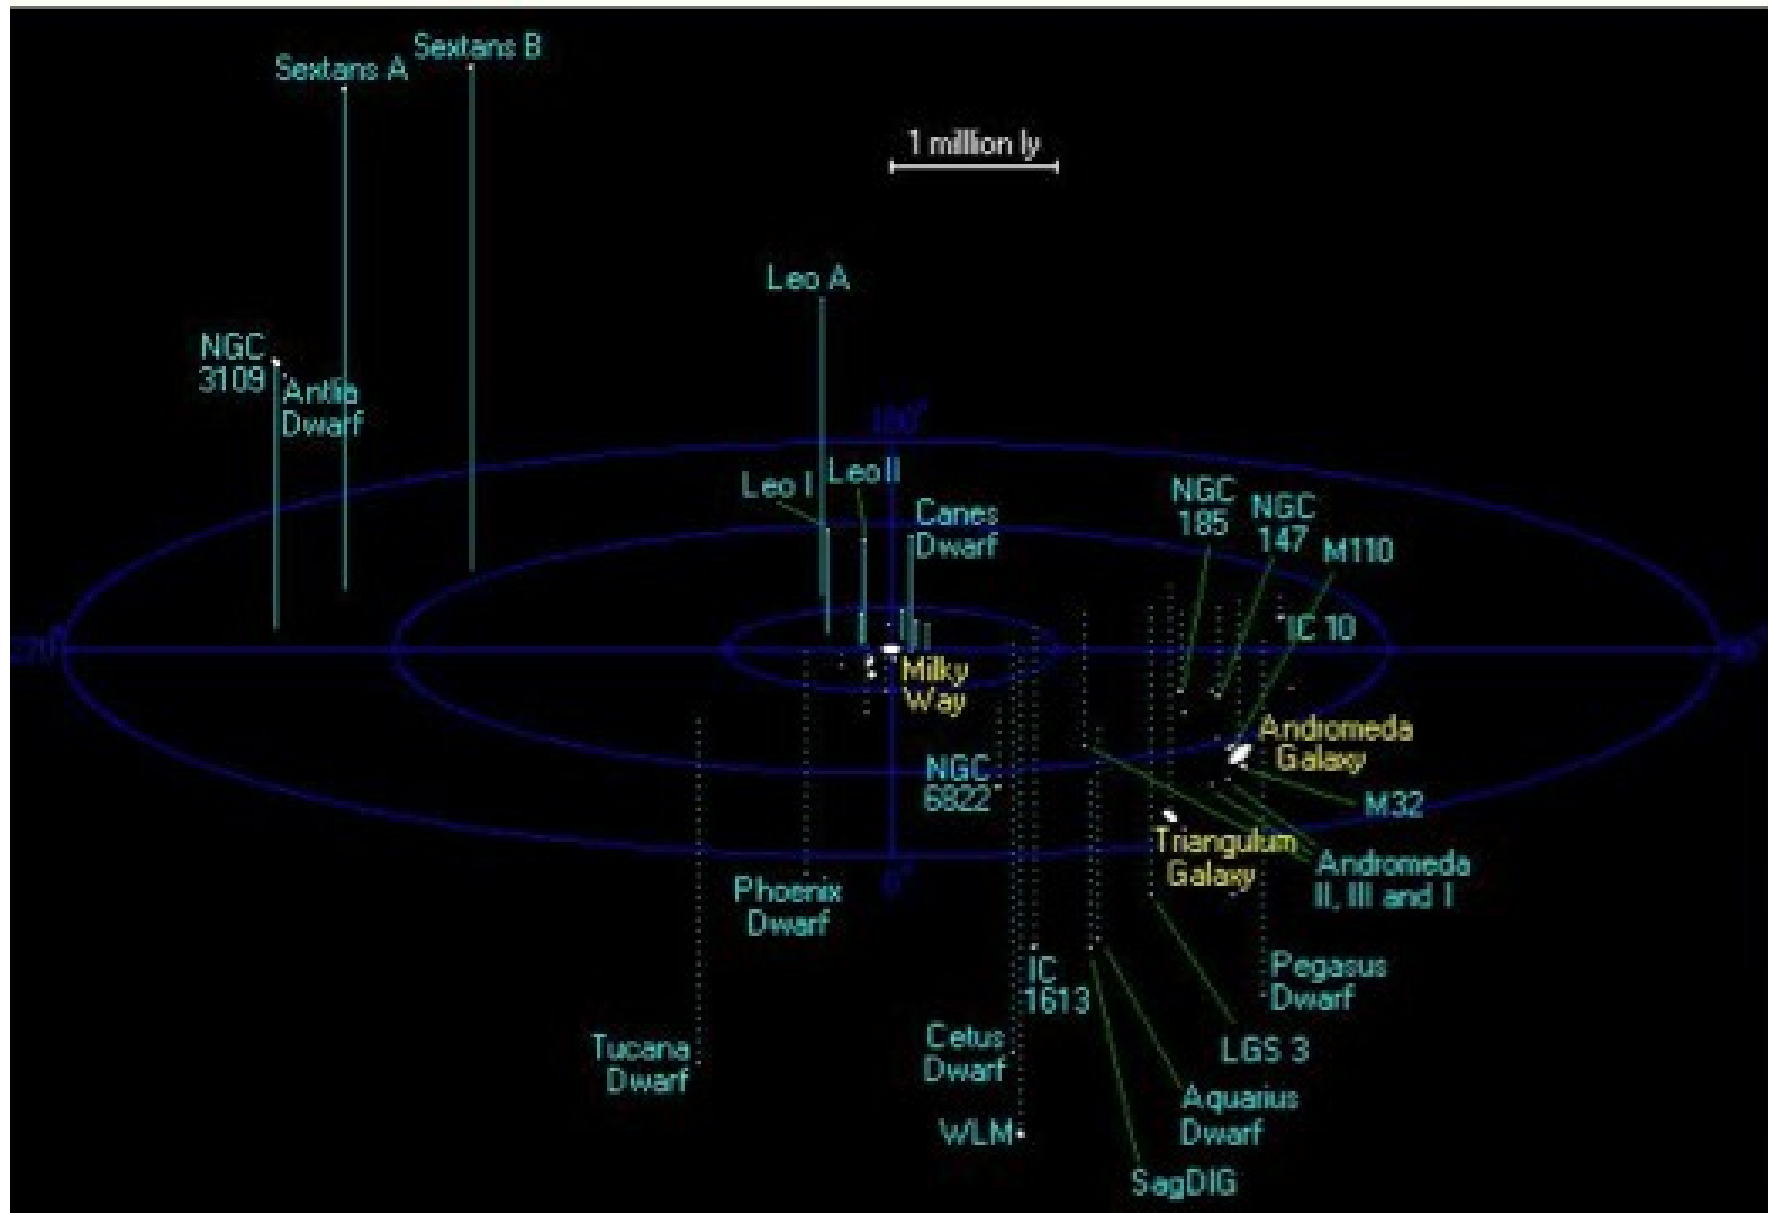 Sextans B
Sextans A
1 million ly
Leo A
NGC
3109
Antlia
Dwarf
180°
Leo I
Leo II
Canes
Dwarf
NGC
185
NGC
147
M110
IC 10
Milky
Way
Andromeda
Galaxy
NGC
6822
M32
Triangulum
Galaxy
Andromeda
II, III and I
Phoenix
Dwarf
0°
IC
1613
Pegasus
Dwarf
Tucana
Dwarf
Cetus
Dwarf
LGS 3
Aquarius
Dwarf
WLM
SagDIG